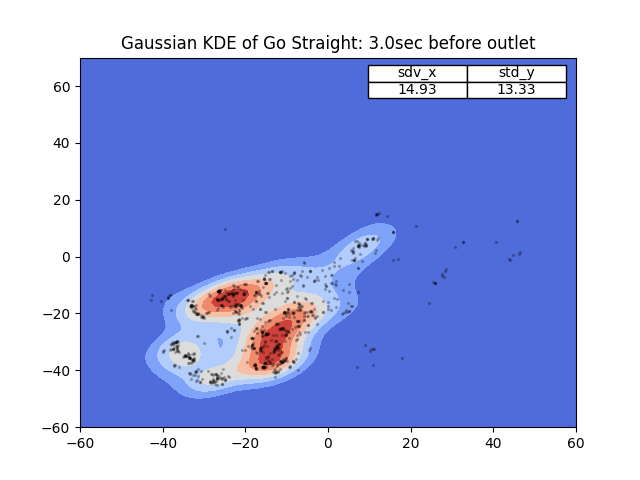 Gaussian KDE of Go Straight: 3.0sec before outlet
sdv_x std_y
14.93 13.33
60
40
20
0
−20
−40
−60
−60 −40 −20 0 20 40 60